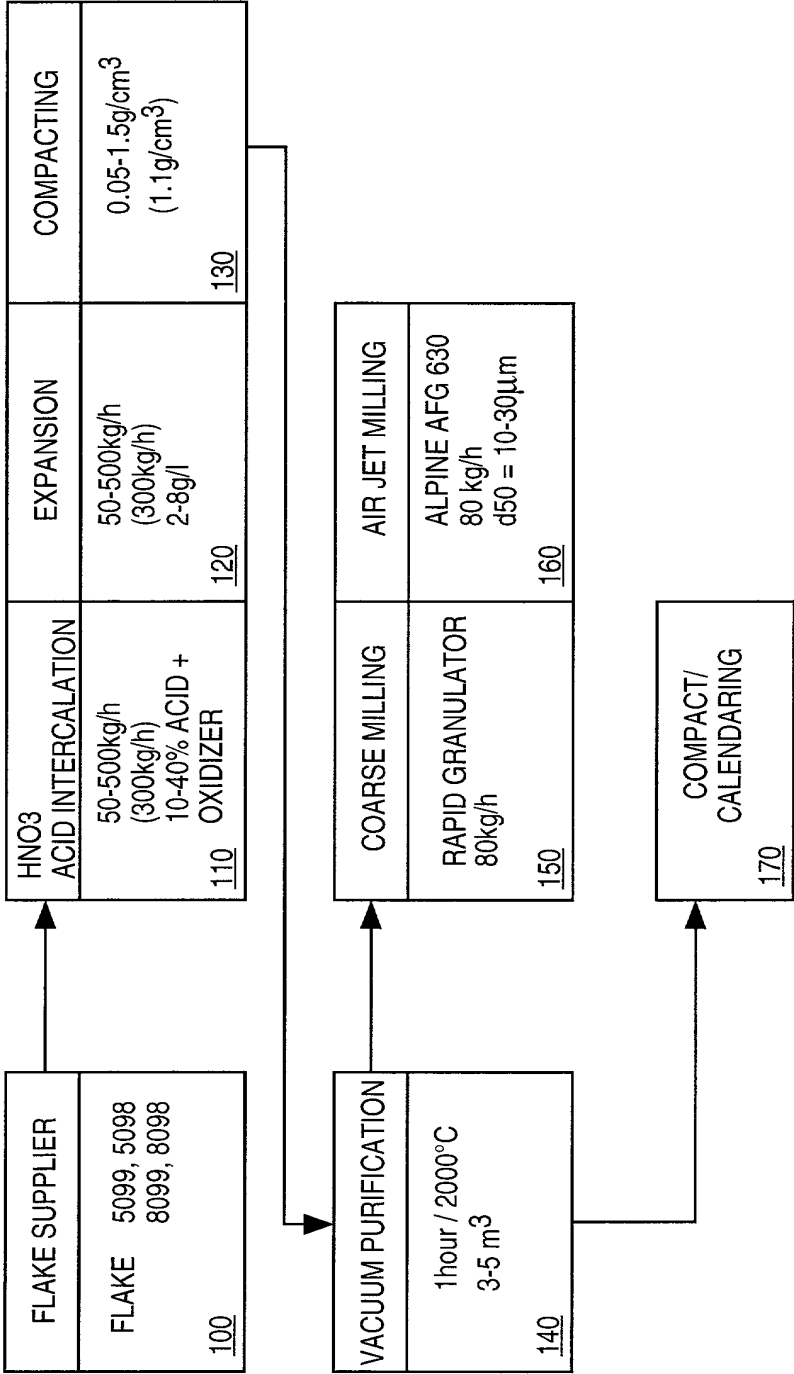 FLAKE SUPPLIER
FLAKE 5099, 5098
8099, 8098
100
HNO3
ACID INTERCALATION
50-500kg/h
(300kg/h)
10-40% ACID +
OXIDIZER
110
EXPANSION
50-500kg/h
(300kg/h)
2-8g/l
120
COMPACTING
0.05-1.5g/cm3
(1.1g/cm3)
130
VACUUM PURIFICATION
1hour / 2000°C
3-5 m3
140
COARSE MILLING
RAPID GRANULATOR
80kg/h
150
AIR JET MILLING
ALPINE AFG 630
80 kg/h
d50 = 10-30μm
160
COMPACT/
CALENDARING
170